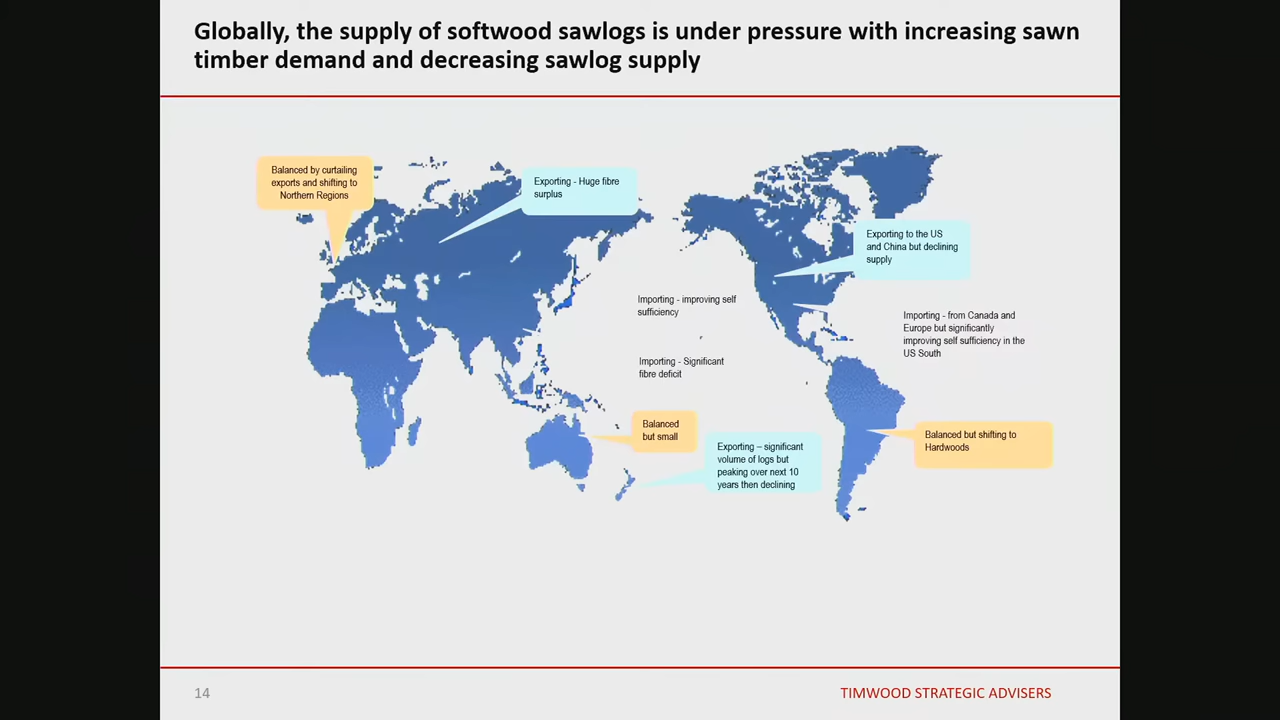 Globally, the supply of softwood sawlogs is under pressure with increasing sawn
timber demand and decreasing sawlog supply
Balanced by curtailing
exports and shifting to
Northern Regions
Exporting - Huge fibre
surplus
Exporting to the US
and China but declining
supply
Importing - improving self
sufficiency
Importing - from Canada and
Europe but significantly
improving self sufficiency in the
US South
Importing - Significant
fibre deficit
Balanced
but small
Exporting – significant
volume of logs but
peaking over next 10
years then declining
Balanced but shifting to
Hardwoods
14
TIMWOOD STRATEGIC ADVISERS